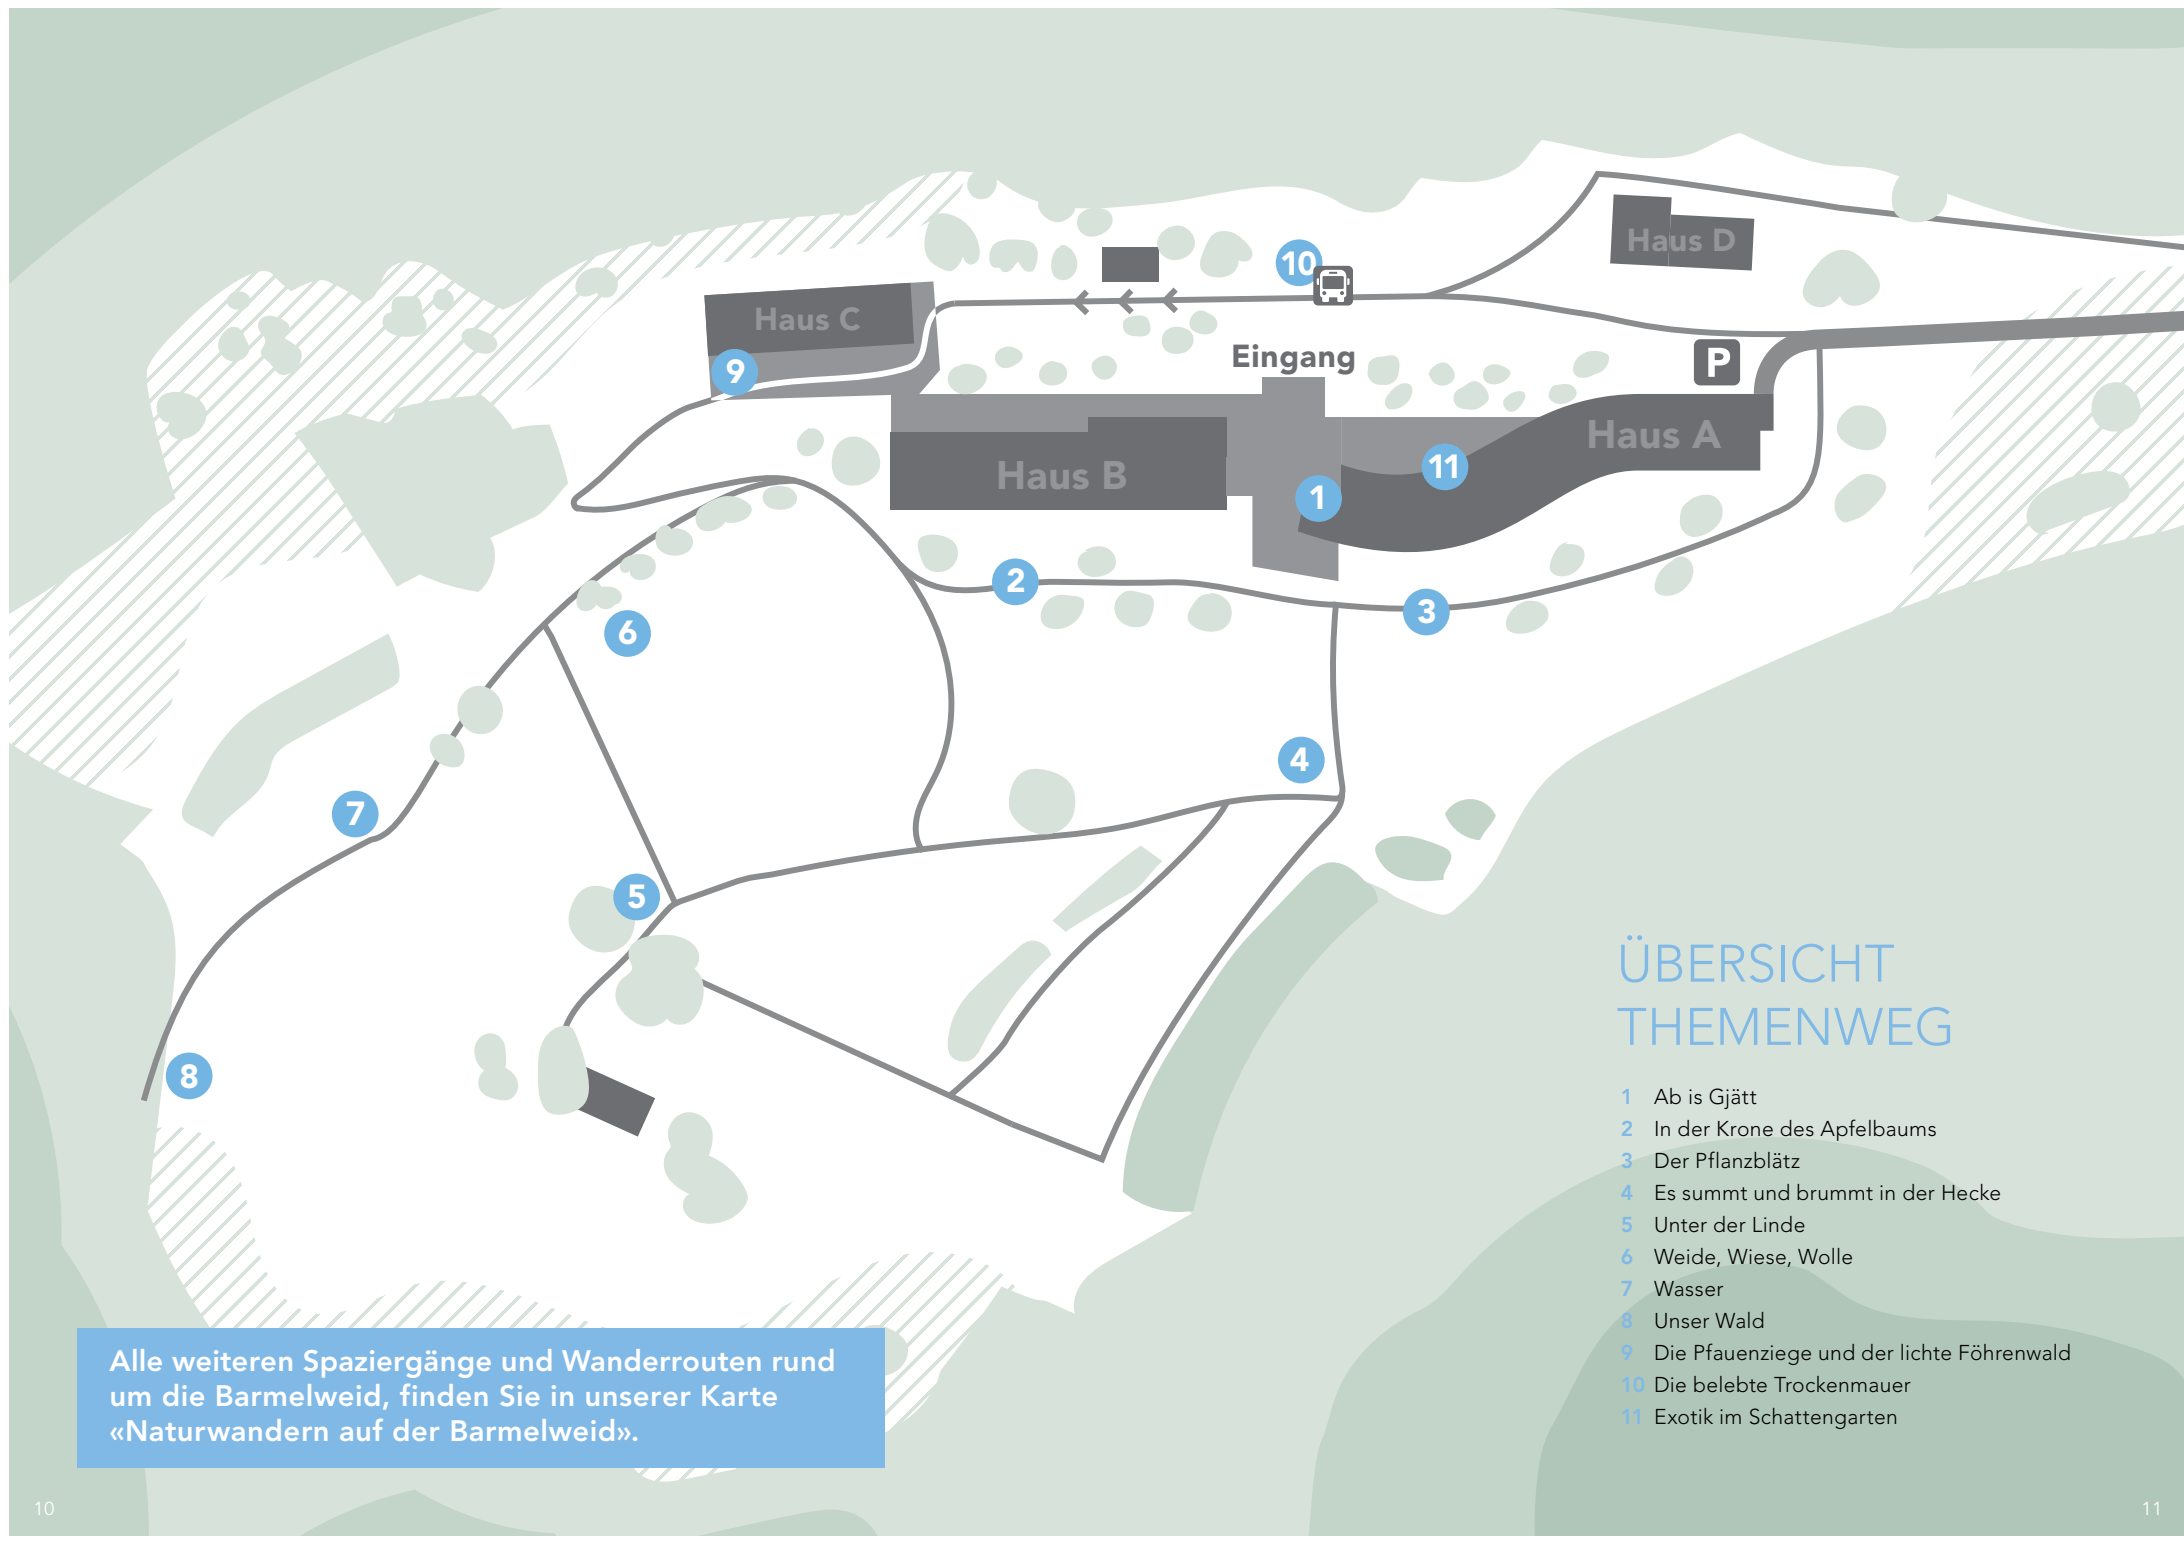 10
Haus D
Haus C
Eingang
P
9
Haus A
Haus B
11
1
2
3
6
4
7
5
8
ÜBERSICHT
THEMENWEG
1 Ab is Gjätt
2 In der Krone des Apfelbaums
3 Der Pflanzblätz
4 Es summt und brummt in der Hecke
5 Unter der Linde
6 Weide, Wiese, Wolle
7 Wasser
8 Unser Wald
9 Die Pfauenziege und der lichte Föhrenwald
10 Die belebte Trockenmauer
11 Exotik im Schattengarten
Alle weiteren Spaziergänge und Wanderrouten rund
um die Barmelweid, finden Sie in unserer Karte
«Naturwandern auf der Barmelweid».
10
11